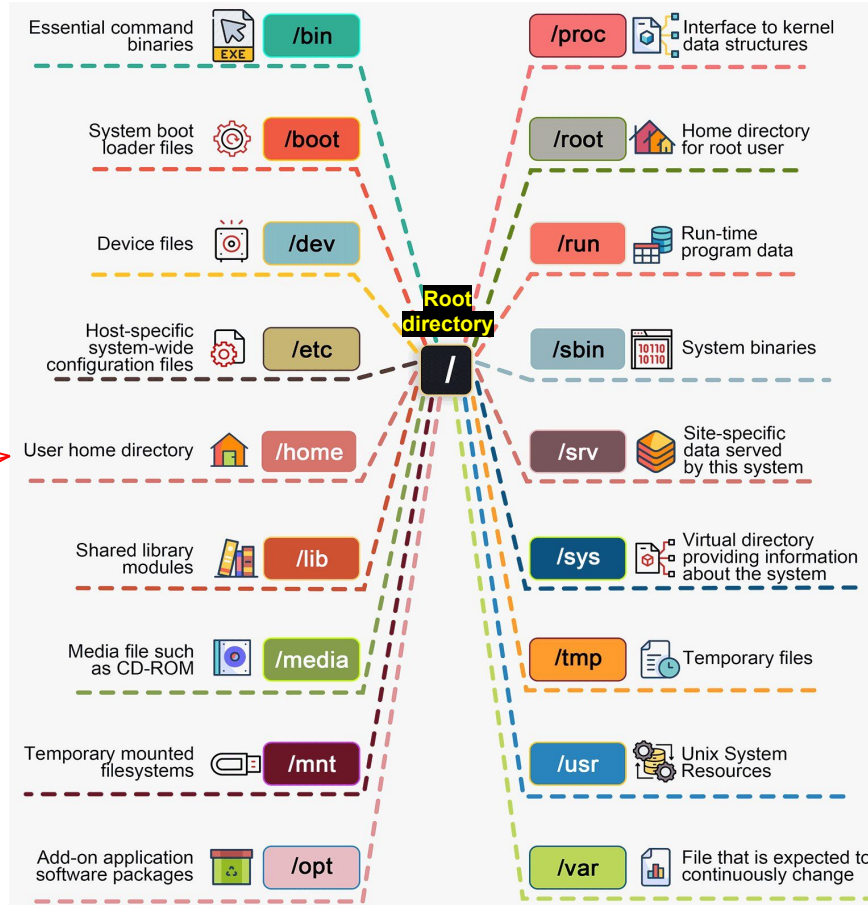 Essential command
binaries
EXE
/bin
System boot
loader files
/boot
Device files
/dev
Host-specific
system-wide
configuration files
/etc
User home directory
/home
Shared library
modules
/lib
Media file such
as CD-ROM
/media
Temporary mounted
filesystems
/mnt
Add-on application
software packages
/opt
Root
directory
/
/proc
Interface to kernel
data structures
/root
Home directory
for root user
/run
Run-time
program data
/sbin
10110
10110
System binaries
/srv
Site-specific
data served
by this system
/sys
Virtual directory
providing information
about the system
/tmp
Temporary files
/usr
Unix System
Resources
/var
File that is expected to
continuously change